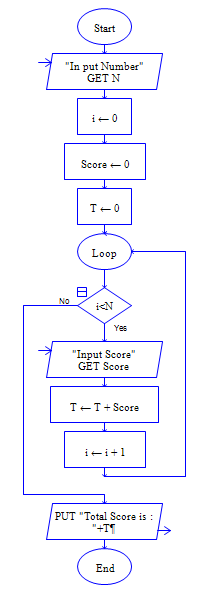 Start
"In put Number"
GET N
i ← 0
Score ← 0
T ← 0
Loop
i<N
No
Yes
"Input Score"
GET Score
T ← T + Score
i ← i + 1
PUT "Total Score is :
"+T¶
End